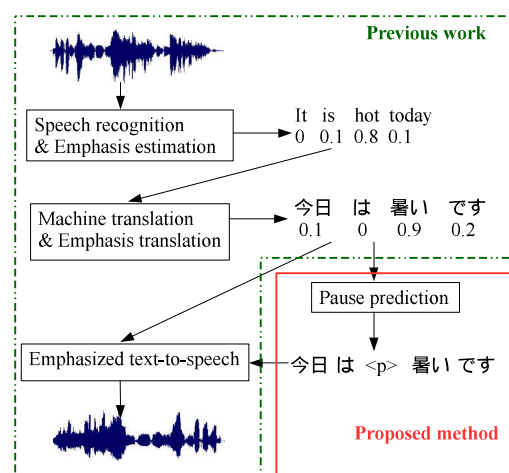 Previous work
Speech recognition
& Emphasis estimation
It is hot today
0 0.1 0.8 0.1
Machine translation
& Emphasis translation
今日 は 暑い です
0.1 0 0.9 0.2
Pause prediction
Emphasized text-to-speech
今日 は <p> 暑い です
Proposed method